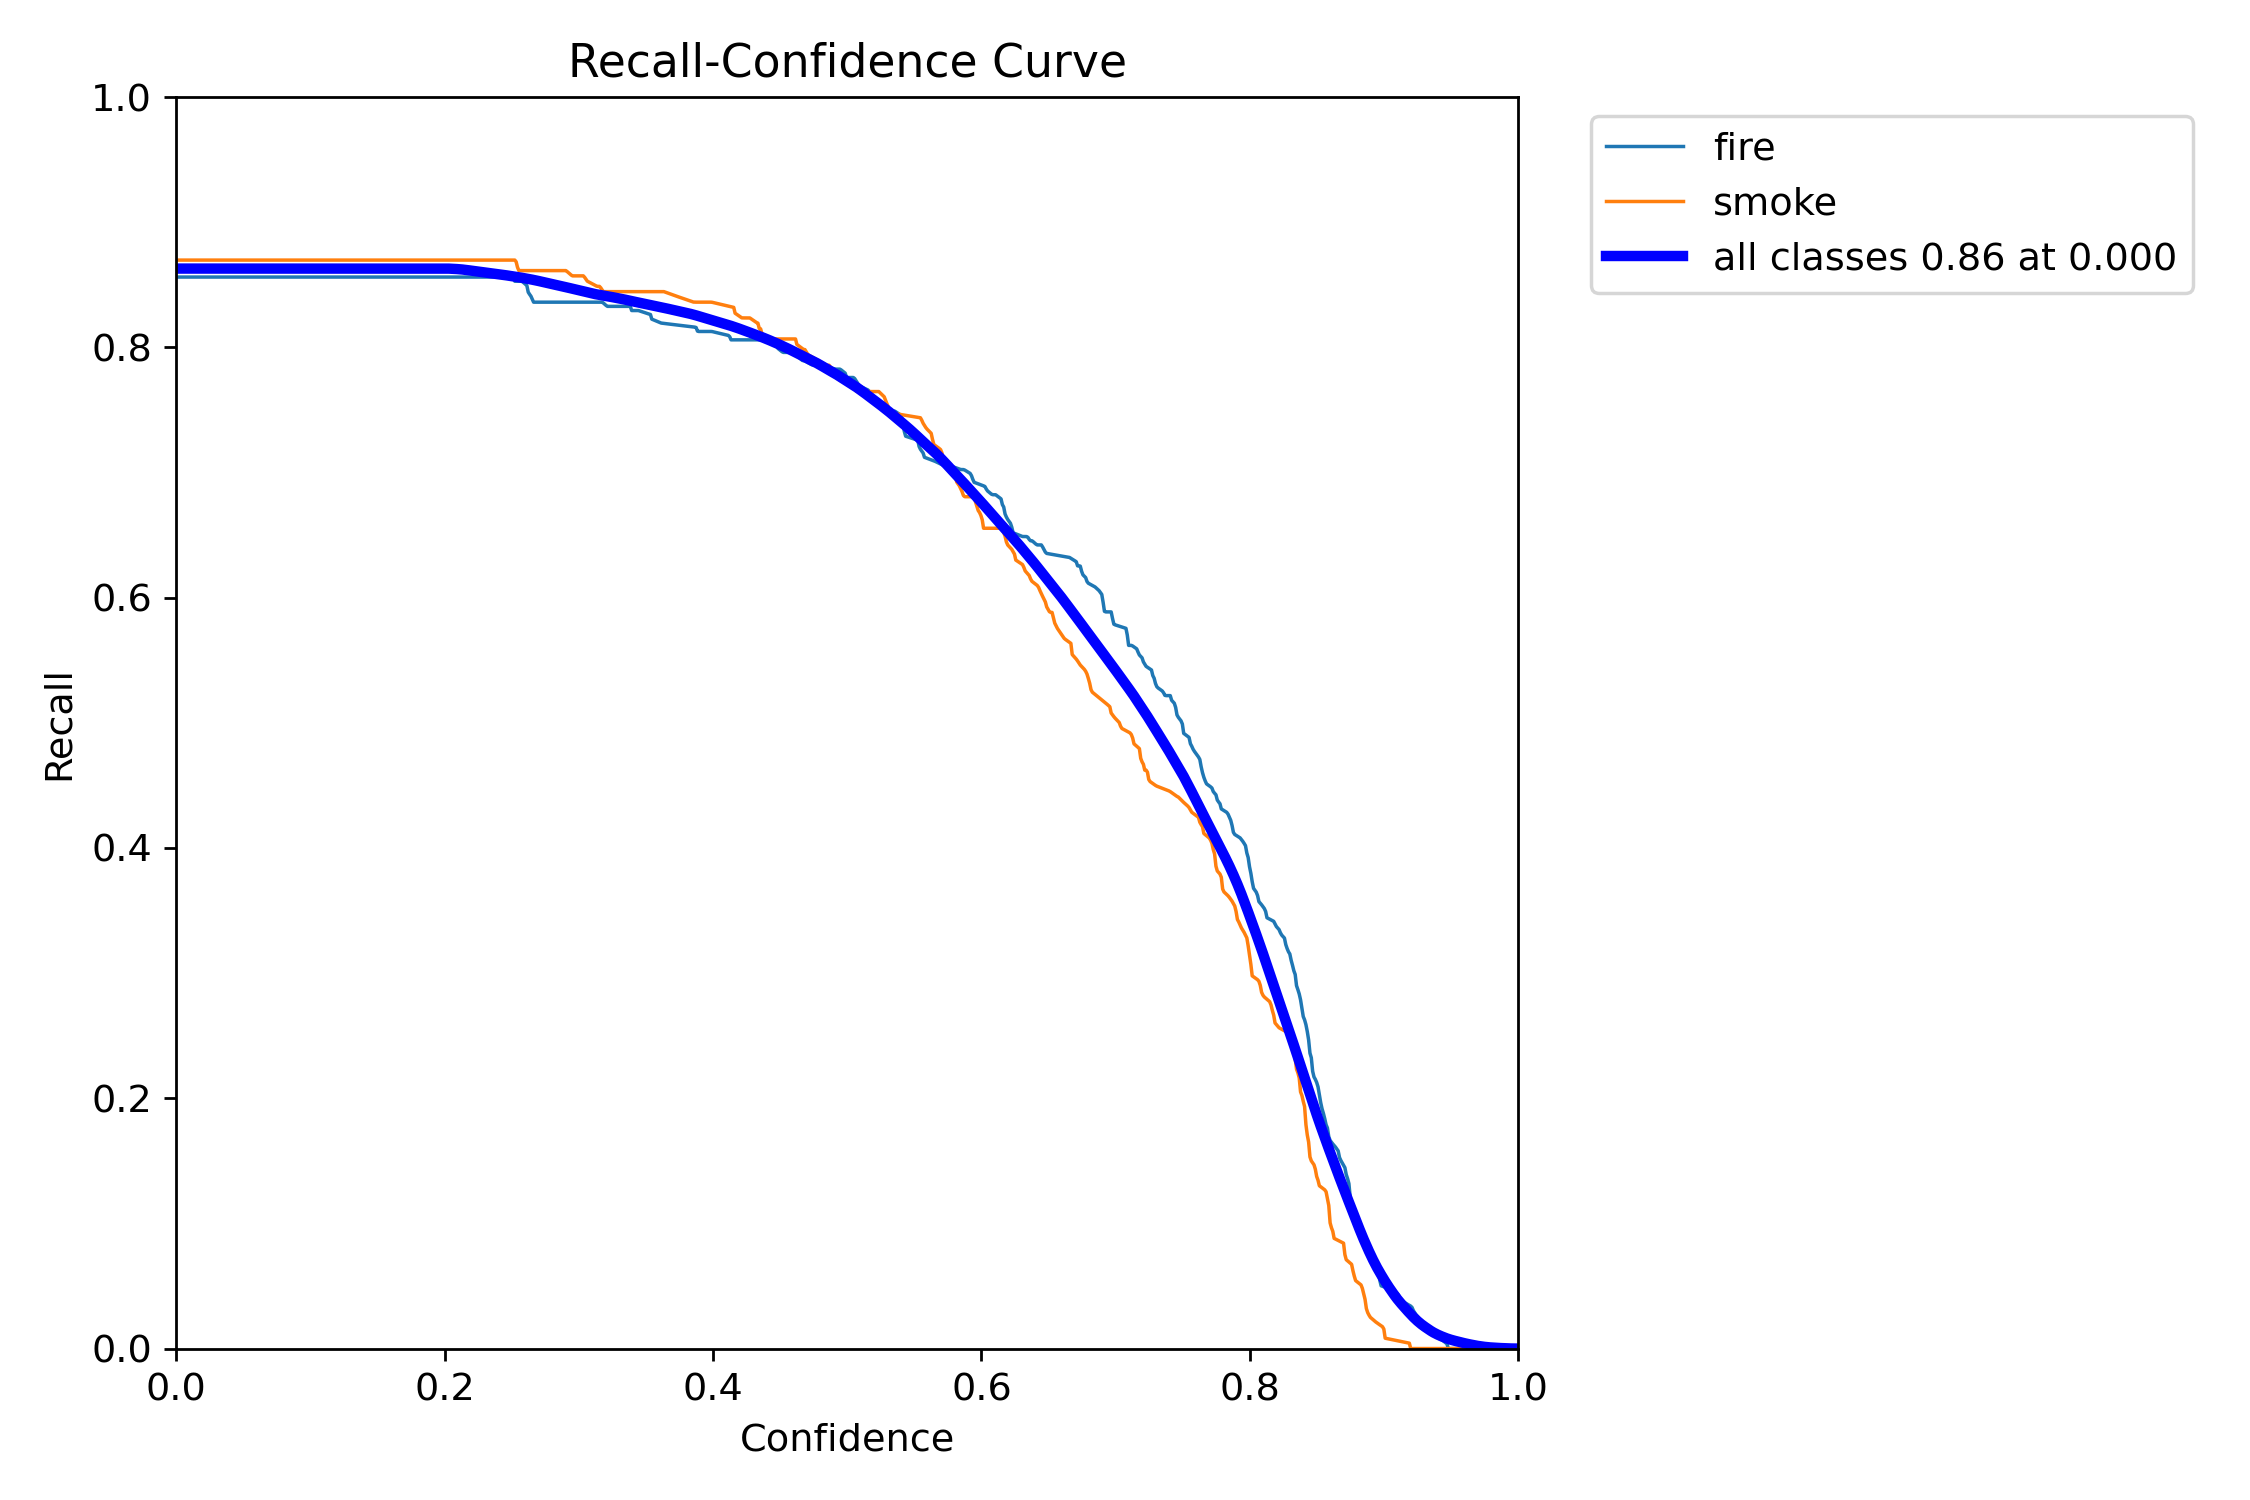 Recall-Confidence Curve
1.0
0.8
0.6
0.4
0.2
0.0
Recall
0.0 0.2 0.4 0.6 0.8 1.0
Confidence
fire
smoke
all classes 0.86 at 0.000